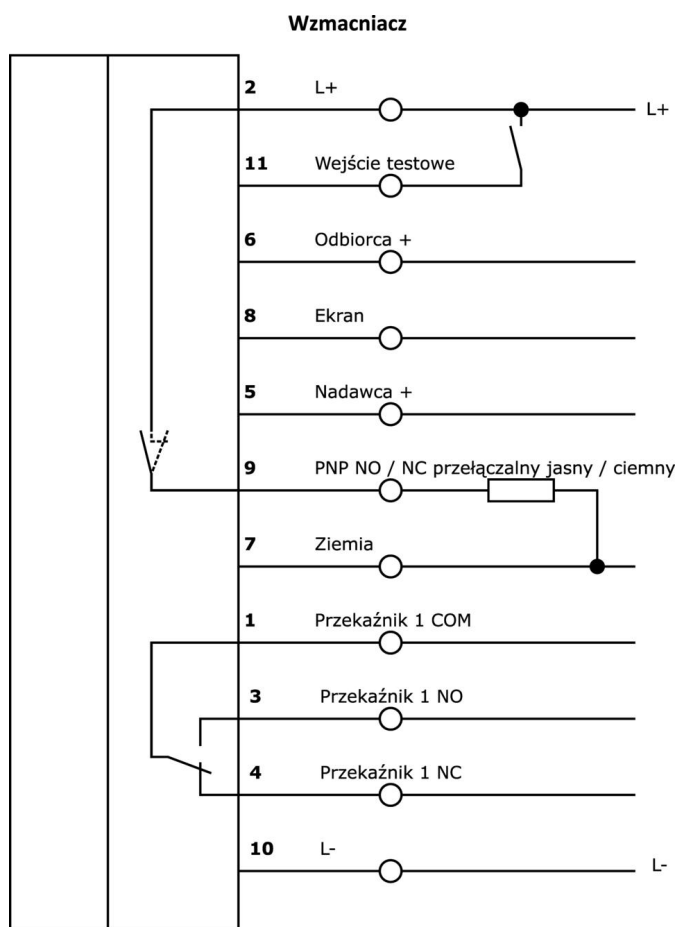 Wzmacniacz
2 L+
L+
11 Wejście testowe
6 Odbiorca +
8 Ekran
5 Nadawca +
9 PNP NO / NC przełączalny jasny / ciemny
7 Ziemia
1 Przekaźnik 1 COM
3 Przekaźnik 1 NO
4 Przekaźnik 1 NC
10 L-
L-